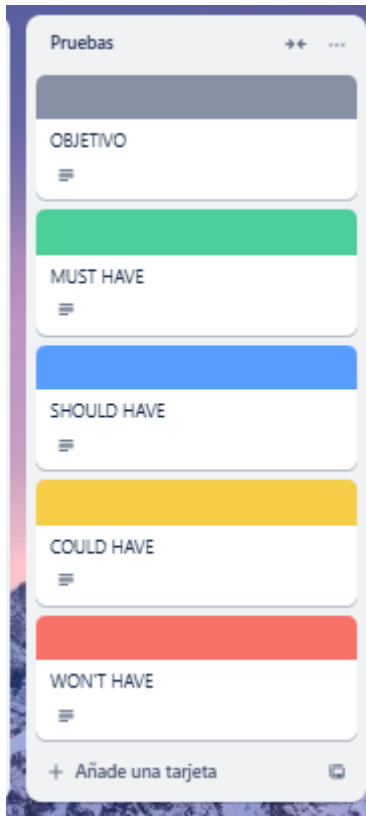 Pruebas
OBJETIVO
MUST HAVE
SHOULD HAVE
COULD HAVE
WON'T HAVE
+ Añade una tarjeta